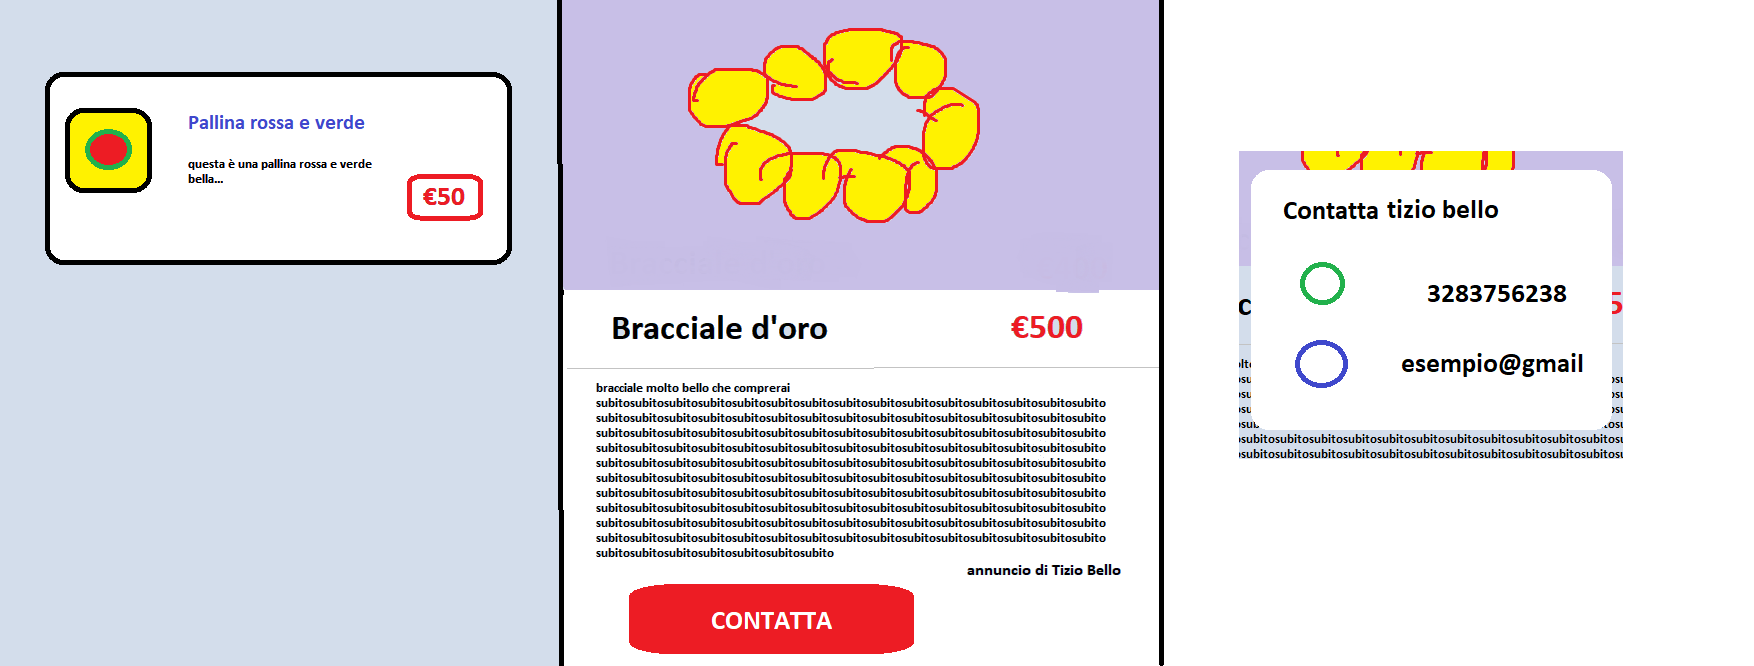 Pallina rossa e verde
questa è una pallina rossa e verde
bella...
€50
Bracciale d'oro
€500
bracciale molto bello che comprerai
subitosubitosubitosubitosubitosubitosubitosubitosubitosubitosubitosubitosubitosubitosubito
subitosubitosubitosubitosubitosubitosubitosubitosubitosubitosubitosubitosubitosubitosubito
subitosubitosubitosubitosubitosubitosubitosubitosubitosubitosubitosubitosubitosubitosubito
subitosubitosubitosubitosubitosubitosubitosubitosubitosubitosubitosubitosubitosubitosubito
subitosubitosubitosubitosubitosubitosubitosubitosubitosubitosubitosubitosubitosubitosubito
subitosubitosubitosubitosubitosubitosubitosubitosubitosubitosubitosubitosubitosubitosubito
subitosubitosubitosubitosubitosubitosubitosubitosubitosubitosubitosubitosubitosubitosubito
subitosubitosubitosubitosubitosubitosubitosubitosubitosubitosubitosubitosubitosubitosubito
subitosubitosubitosubitosubitosubitosubitosubitosubitosubitosubitosubitosubitosubitosubito
subitosubitosubitosubitosubitosubitosubitosubitosubitosubitosubitosubitosubitosubitosubito
subitosubitosubitosubitosubitosubitosubito
annuncio di Tizio Bello
CONTATTA
Contatta tizio bello
3283756238
esempio@gmail
osubitosubitosubitosubitosubitosubitosubitosubitosubitosubitosubitosu
osubitosubitosubitosubitosubitosubitosubitosubitosubitosubitosubitosu